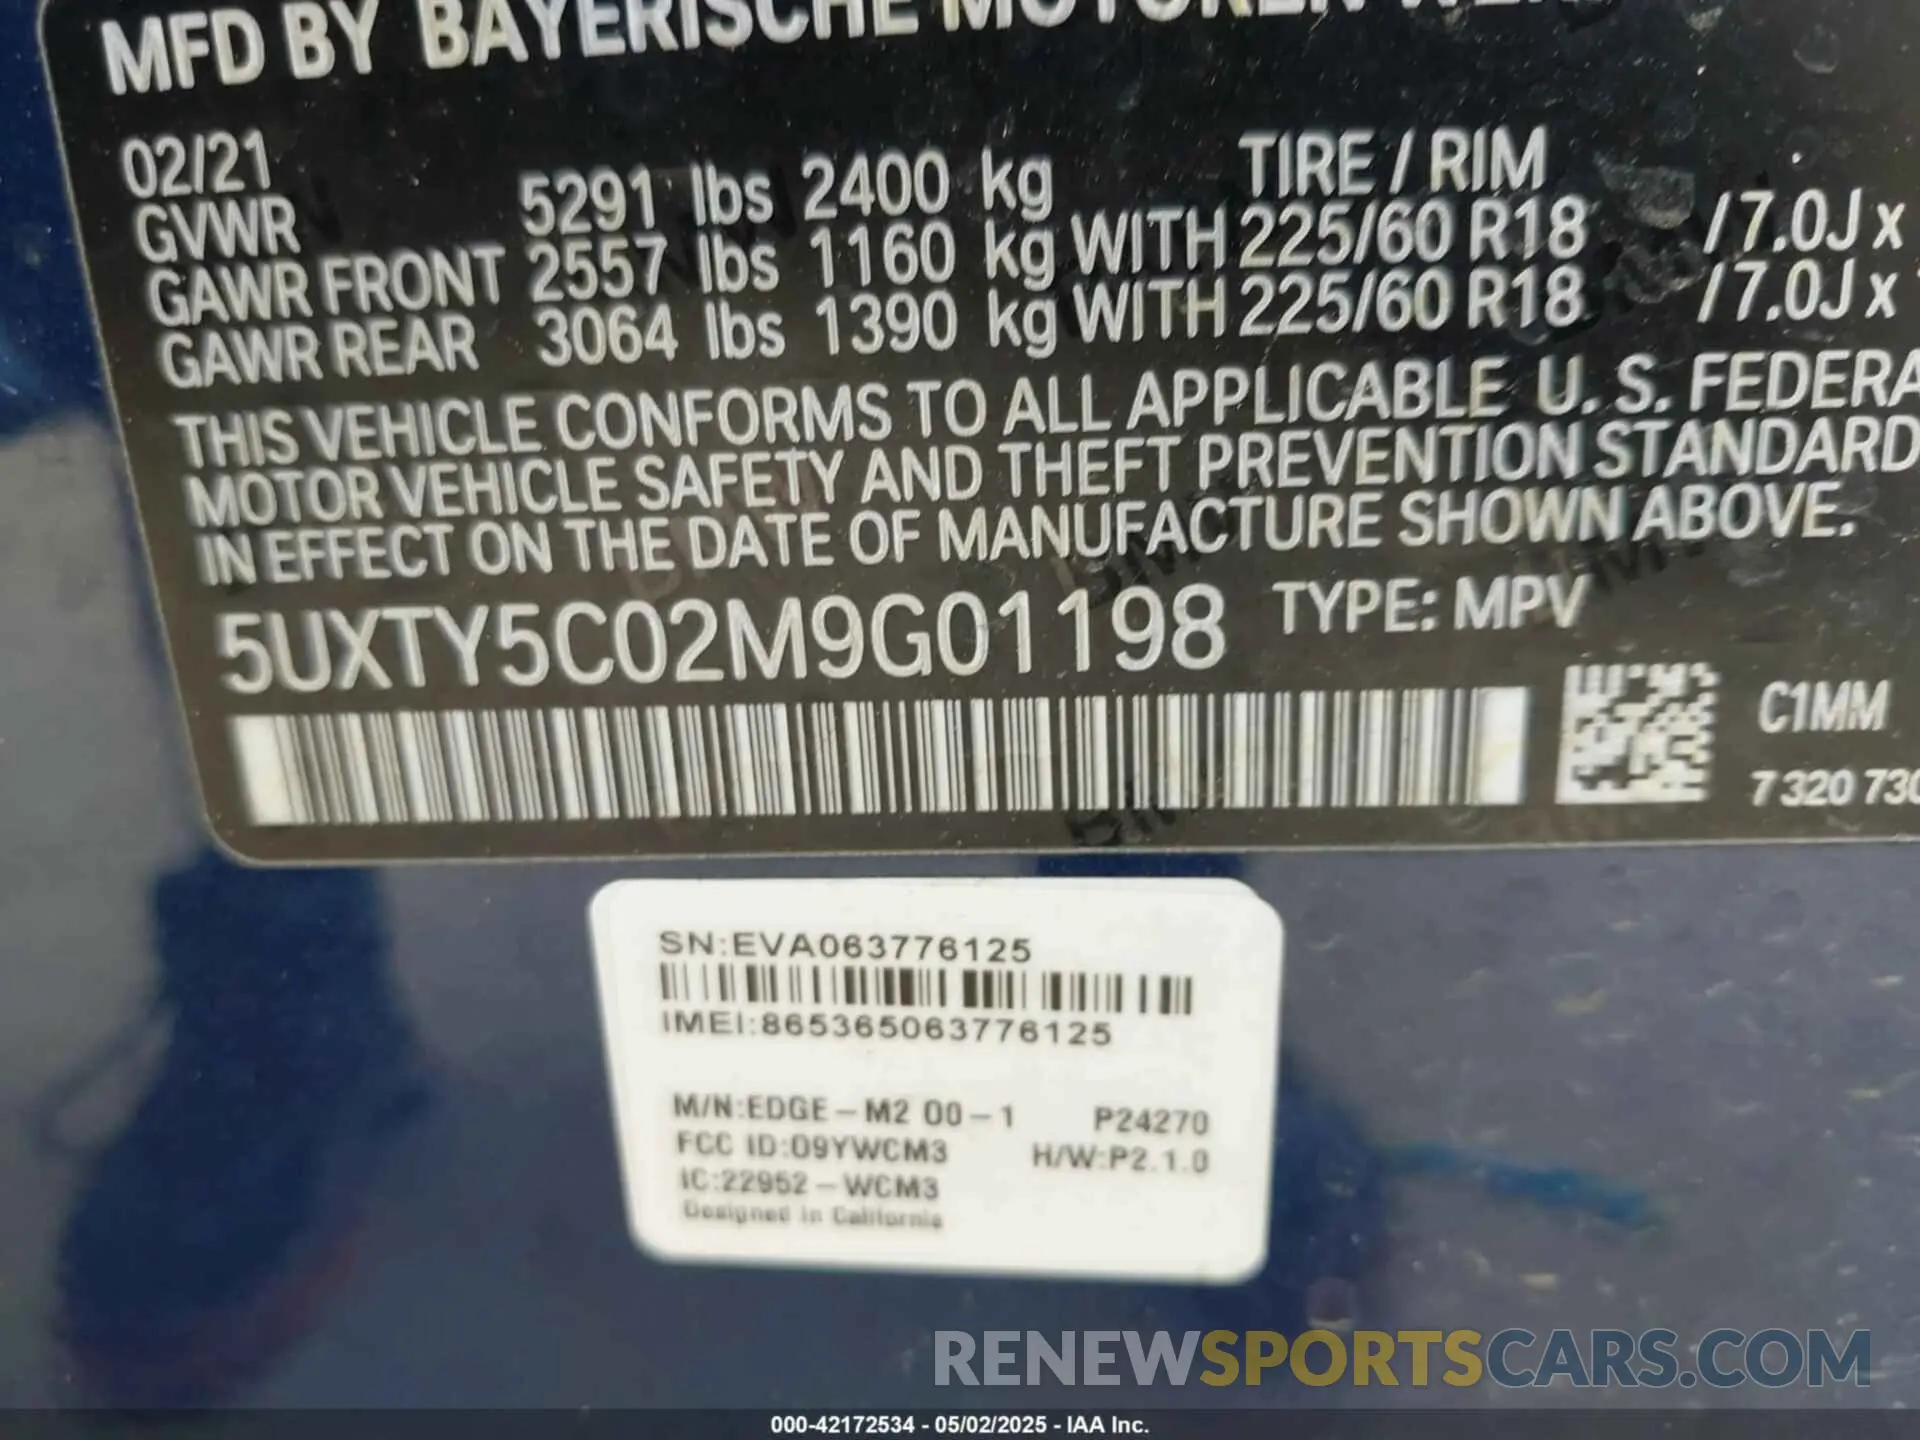 MFD BY BAYERISCHE MOTOREN
02/21
GVWR 5291 lbs 2400 kg TIRE / RIM
GAWR FRONT 2557 lbs 1160 kg WITH 225/60 R18 /7.0J x
GAWR REAR 3064 lbs 1390 kg WITH 225/60 R18 /7.0J x
THIS VEHICLE CONFORMS TO ALL APPLICABLE U. S. FEDERA
MOTOR VEHICLE SAFETY AND THEFT PREVENTION STANDARD
IN EFFECT ON THE DATE OF MANUFACTURE SHOWN ABOVE.
5UXTY5C02M9G01198 TYPE: MPV
C1MM
7 320 730
SN:EVA063776125
IMEI:865365063776125
M/N:EDGE-M2 00-1 P24270
FCC ID:09YWCM3 H/W:P2.1.0
IC:22952-WCM3
Designed in California
RENEWSPORTSCARS.COM
000-42172534 - 05/02/2025 - IAA Inc.